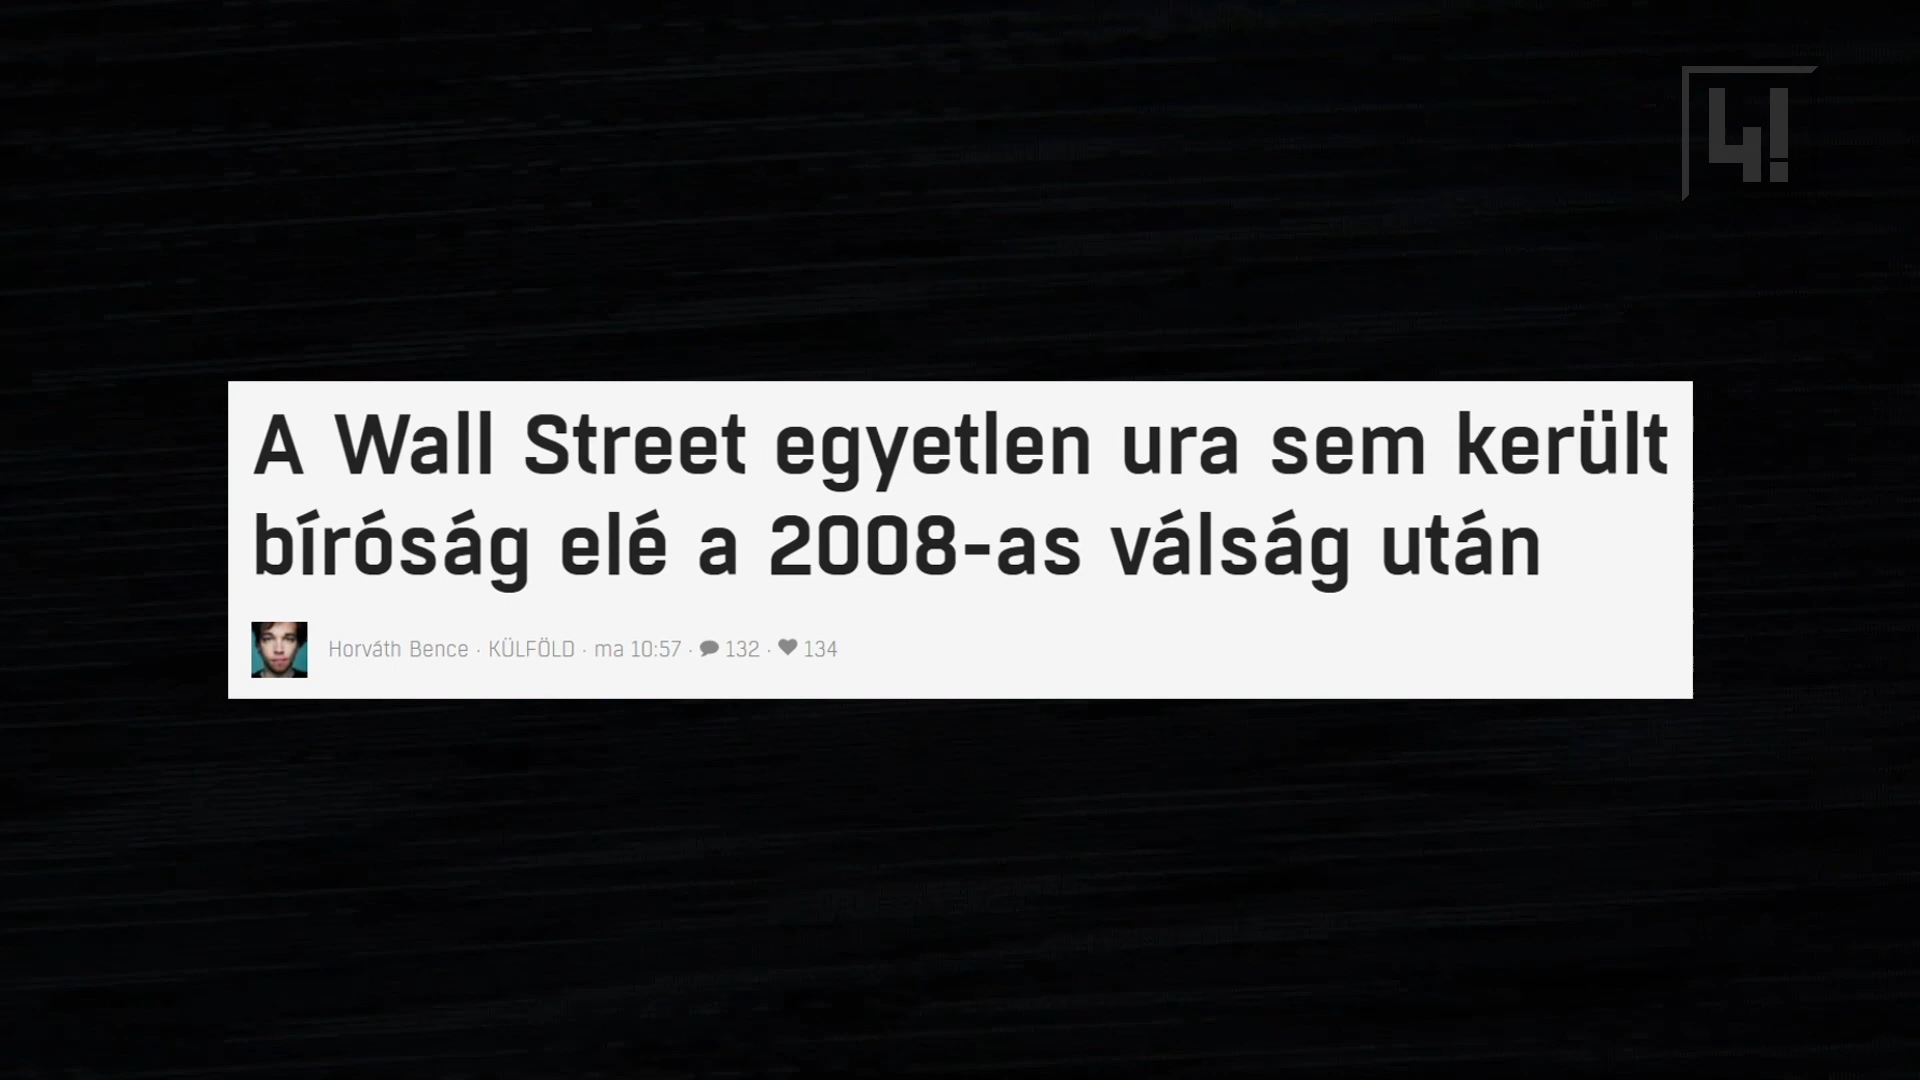 4!
A Wall Street egyetlen ura sem került
bíróság elé a 2008-as válság után
Horváth Bence · KÜLFÖLD · ma 10:57 · 132 · 134